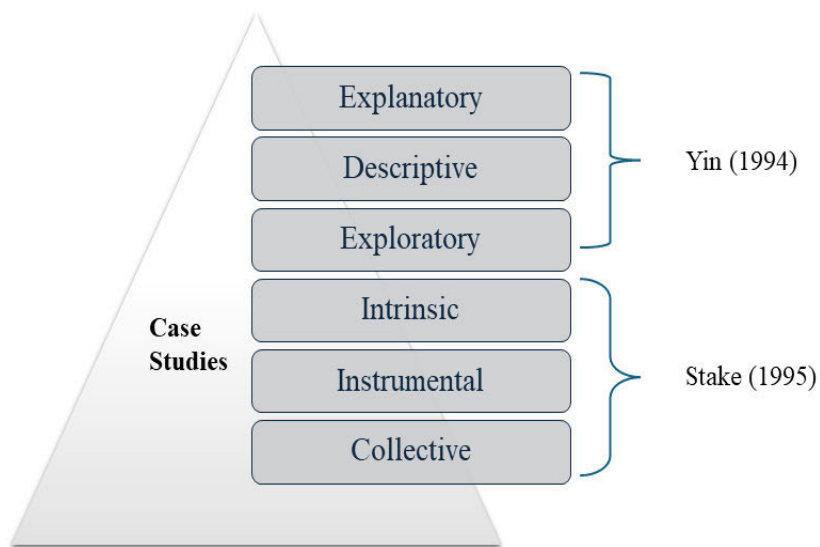 Explanatory
Descriptive
Exploratory
Yin (1994)
Intrinsic
Instrumental
Collective
Stake (1995)
Case
Studies